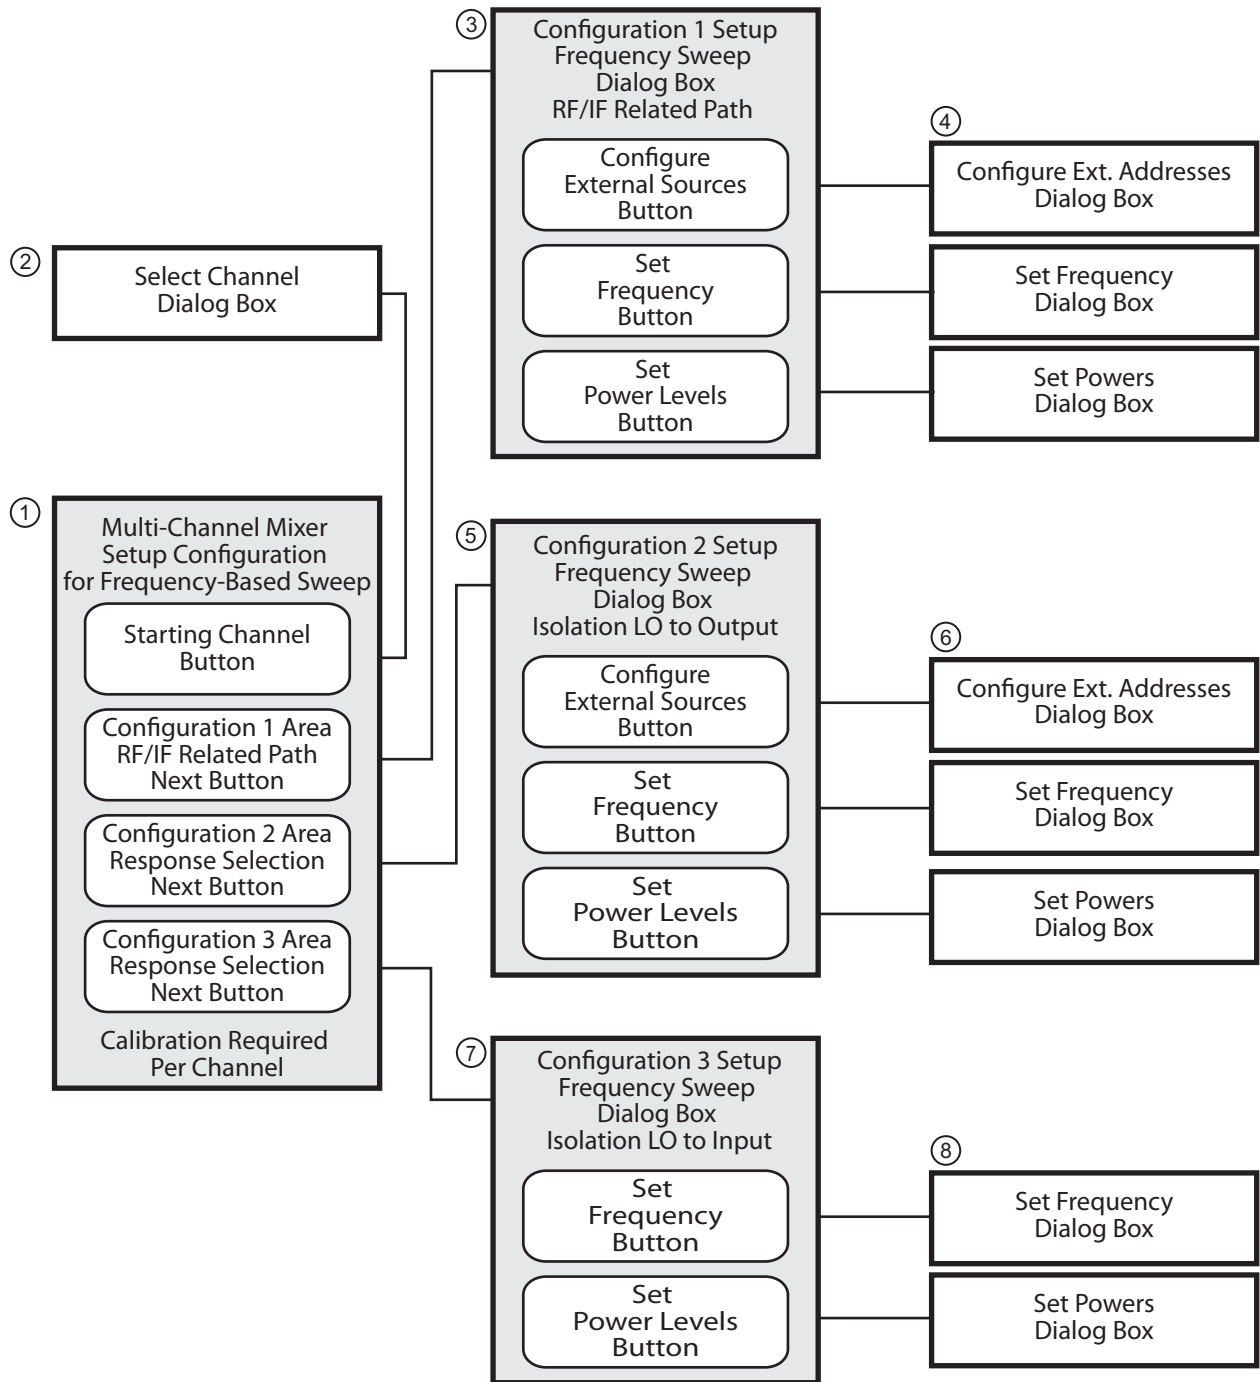 ①
Multi-Channel Mixer
Setup Configuration
for Frequency-Based Sweep
Starting Channel
Button
Configuration 1 Area
RF/IF Related Path
Next Button
Configuration 2 Area
Response Selection
Next Button
Configuration 3 Area
Response Selection
Next Button
Calibration Required
Per Channel
②
Select Channel
Dialog Box
③
Configuration 1 Setup
Frequency Sweep
Dialog Box
RF/IF Related Path
Configure
External Sources
Button
Set
Frequency
Button
Set
Power Levels
Button
④
Configure Ext. Addresses
Dialog Box
Set Frequency
Dialog Box
Set Powers
Dialog Box
⑤
Configuration 2 Setup
Frequency Sweep
Dialog Box
Isolation LO to Output
Configure
External Sources
Button
Set
Frequency
Button
Set
Power Levels
Button
⑥
Configure Ext. Addresses
Dialog Box
Set Frequency
Dialog Box
Set Powers
Dialog Box
⑦
Configuration 3 Setup
Frequency Sweep
Dialog Box
Isolation LO to Input
Set
Frequency
Button
Set
Power Levels
Button
⑧
Set Frequency
Dialog Box
Set Powers
Dialog Box